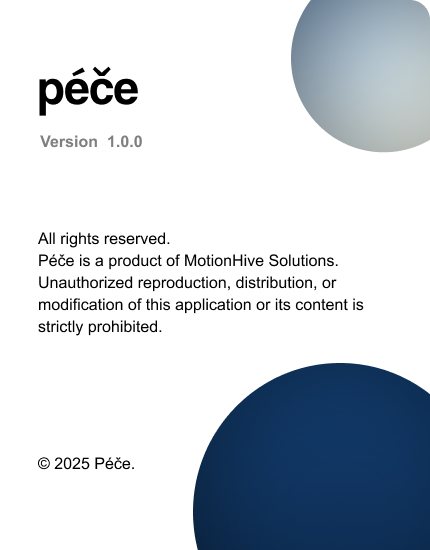 péče
Version 1.0.0
All rights reserved.
Péče is a product of MotionHive Solutions.
Unauthorized reproduction, distribution, or
modification of this application or its content is
strictly prohibited.
© 2025 Péče.